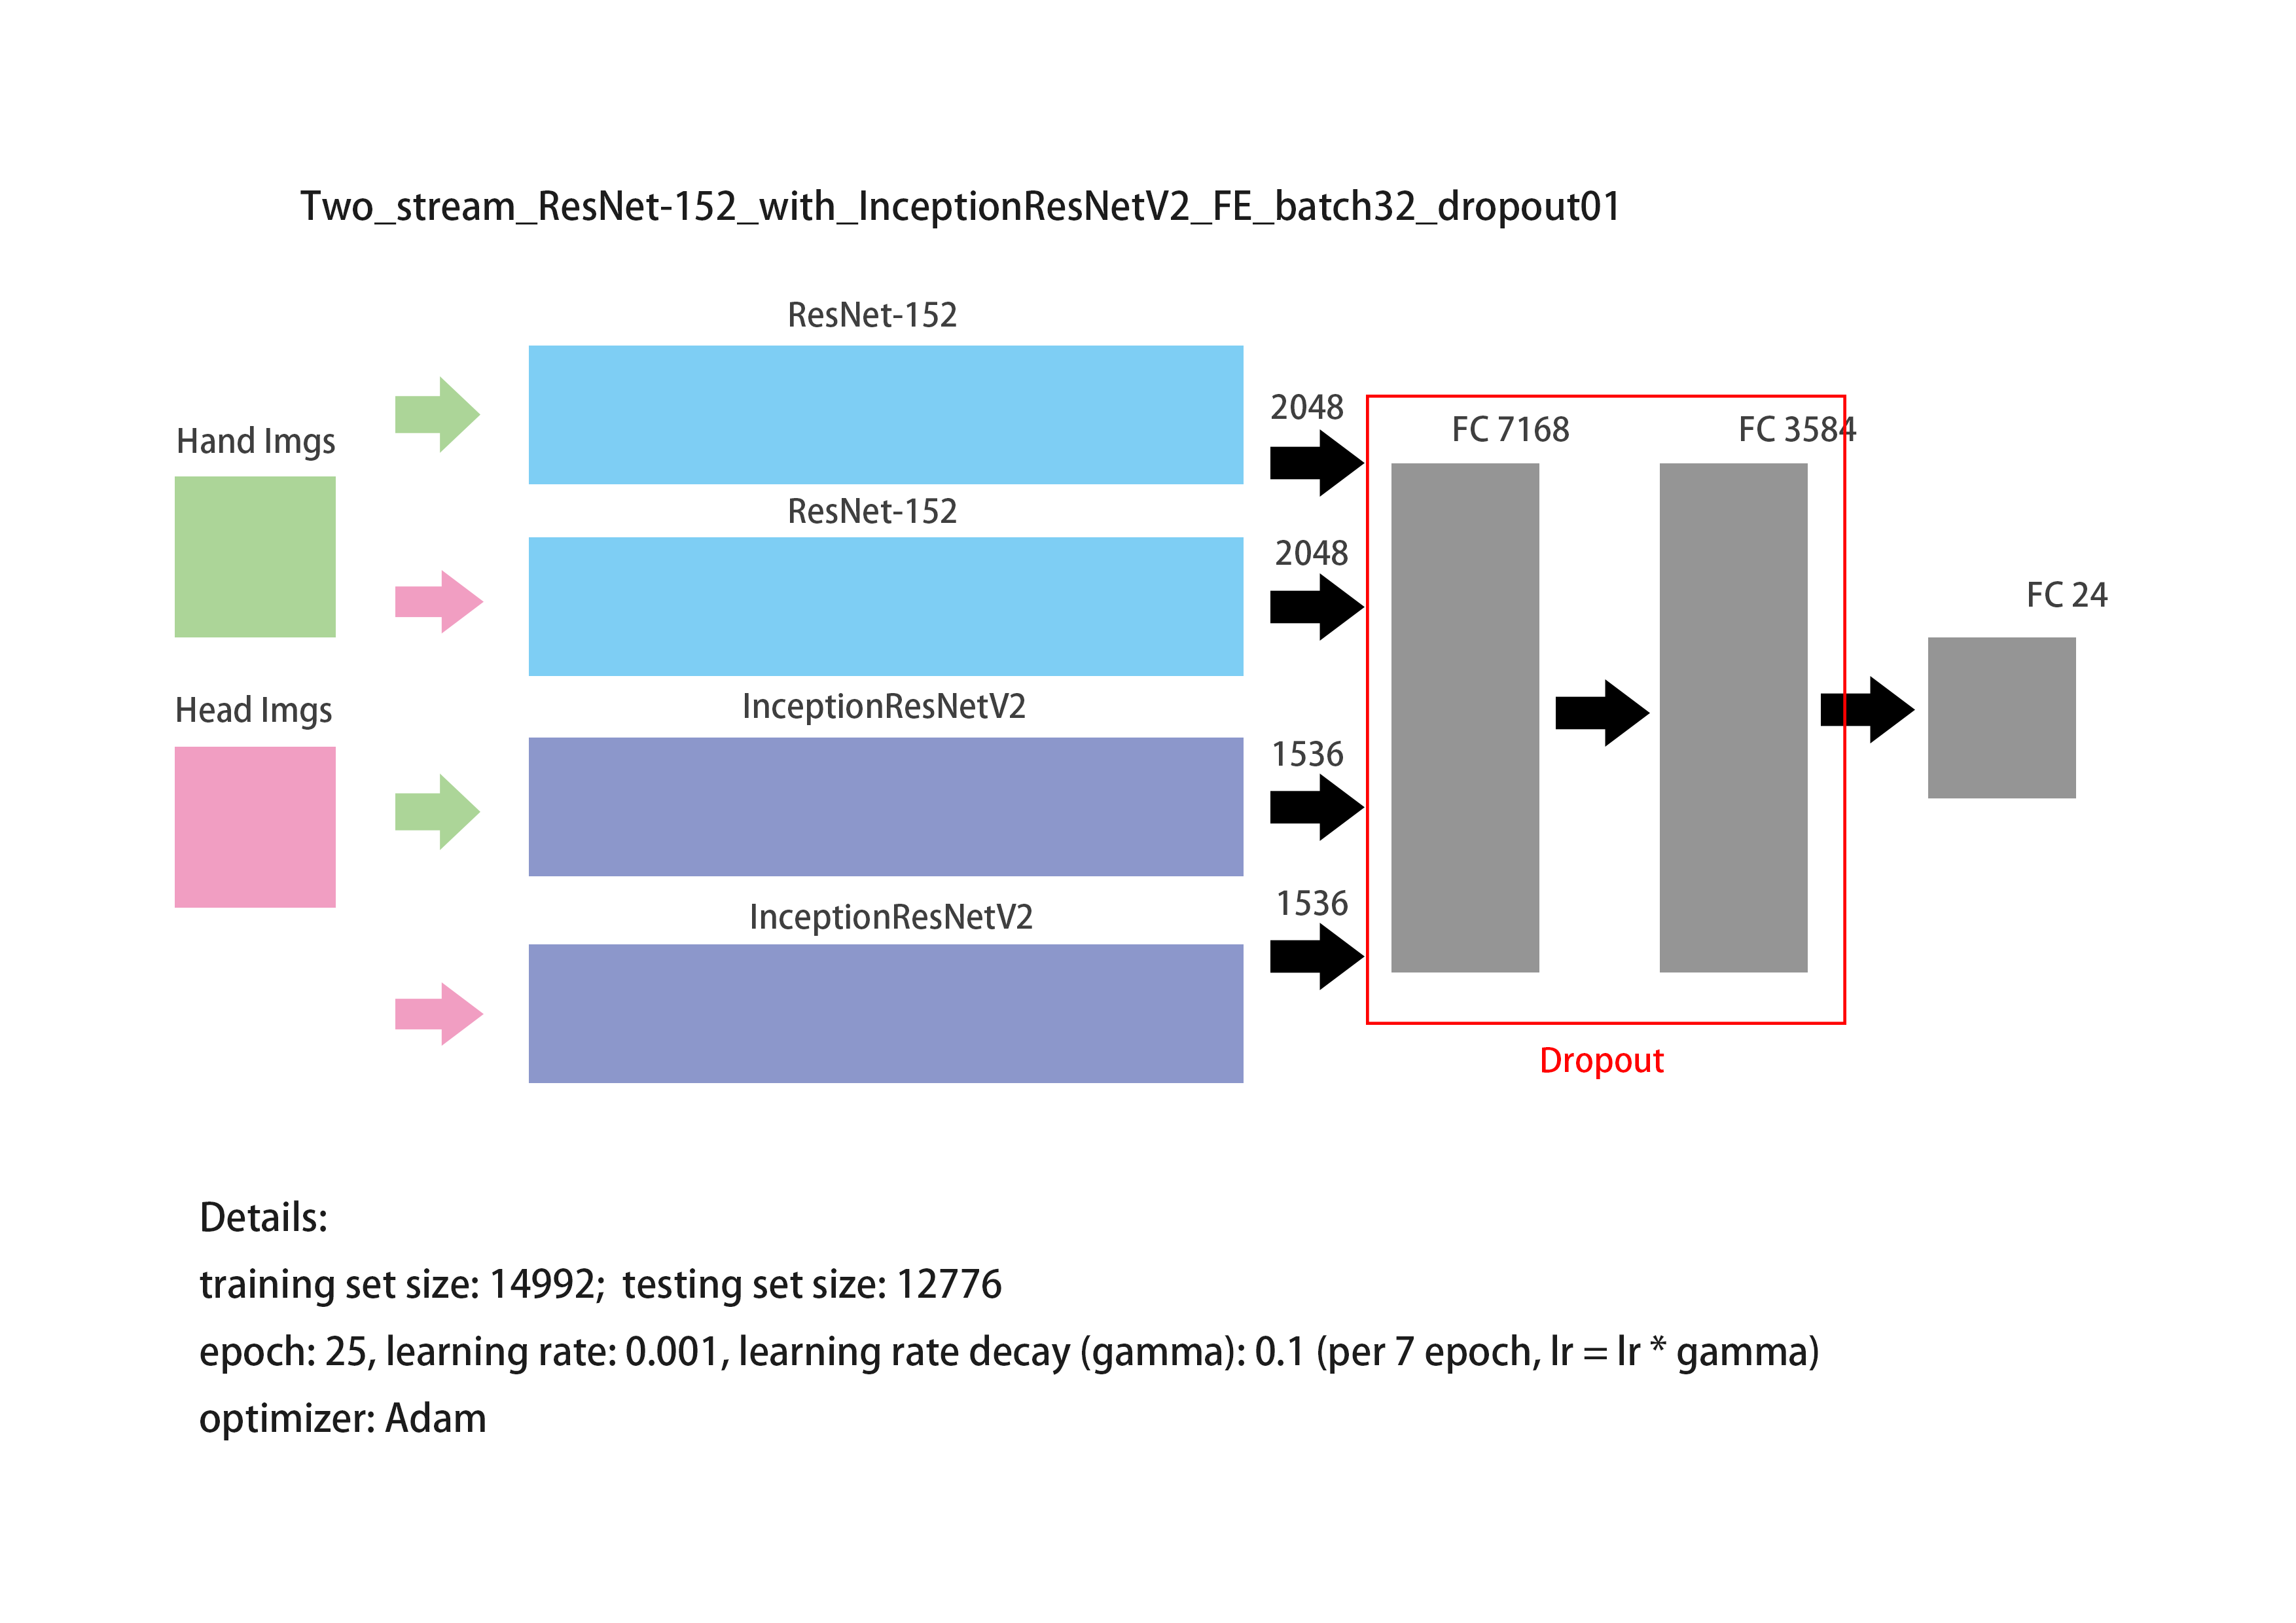 Two_stream_ResNet-152_with_InceptionResNetV2_FE_batch32_dropout01
ResNet-152
2048
FC 7168
FC 3584
Hand Imgs
ResNet-152
2048
FC 24
Head Imgs
InceptionResNetV2
1536
InceptionResNetV2
1536
Dropout
Details:
training set size: 14992;  testing set size: 12776
epoch: 25, learning rate: 0.001, learning rate decay (gamma): 0.1 (per 7 epoch, lr = lr * gamma)
optimizer: Adam